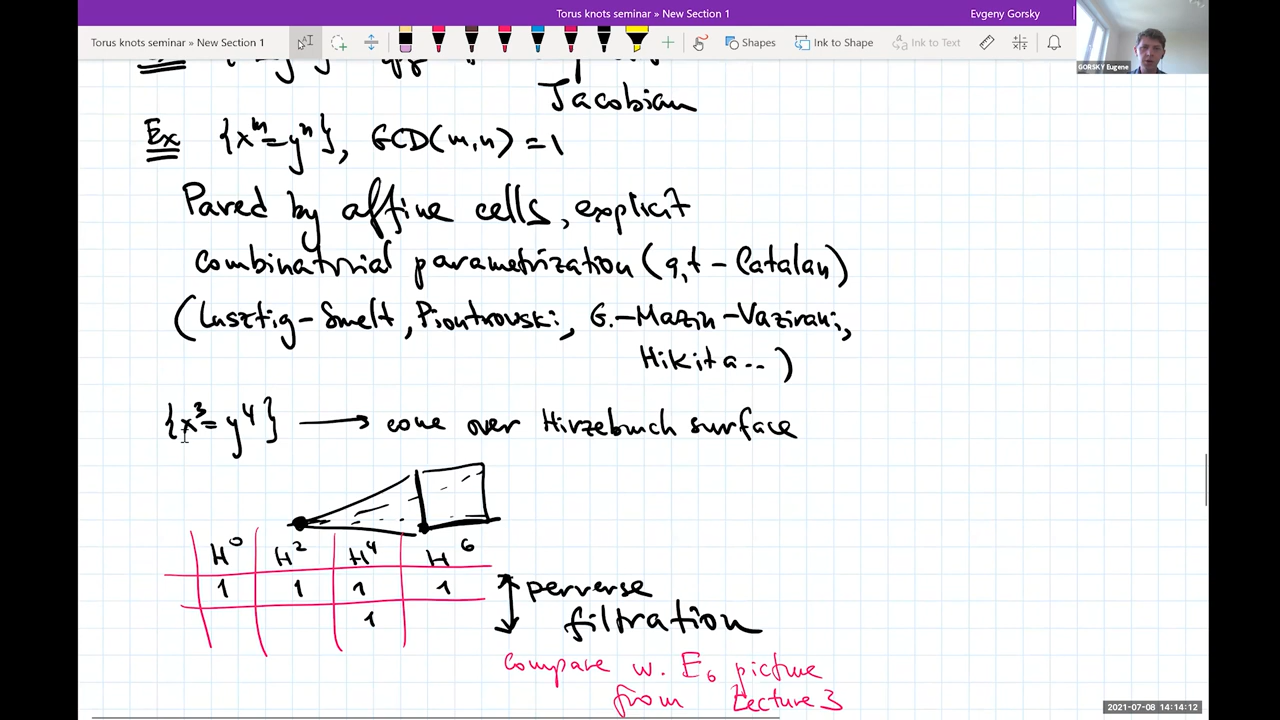 Torus knots seminar » New Section 1
Evgeny Gorsky
Torus knots seminar » New Section 1
Shapes
Ink to Shape
Ink to Text
GORSKY Eugene
Jacobian
Ex {x^m = y^n}, GCD(m,n) = 1
Paved by affine cells, explicit
combinatorial parametrization (q,t – Catalan)
(Lusztig – Smelt, Piontkovski, G. – Mazin – Vazirani,
Hikita...)
{x^3 = y^4} ⟶ cone over Hirzebruch surface
H^0 H^2 H^4 H^6
1 1 1 1
1
↕ perverse
filtration
compare w. E_6 picture
from Lecture 3
2021-07-08 14:14:12